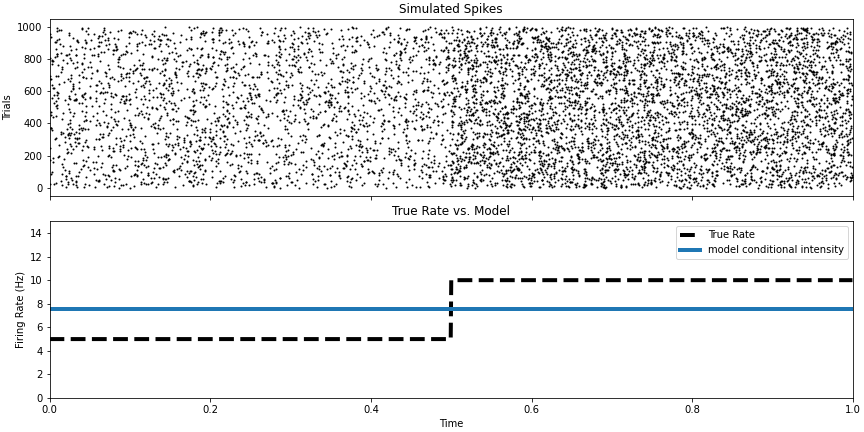 Simulated Spikes
1000
800
600
400
200
0
Trials
True Rate vs. Model
14
12
10
8
6
4
2
0
Firing Rate (Hz)
True Rate
model conditional intensity
0.0 0.2 0.4 0.6 0.8 1.0
Time